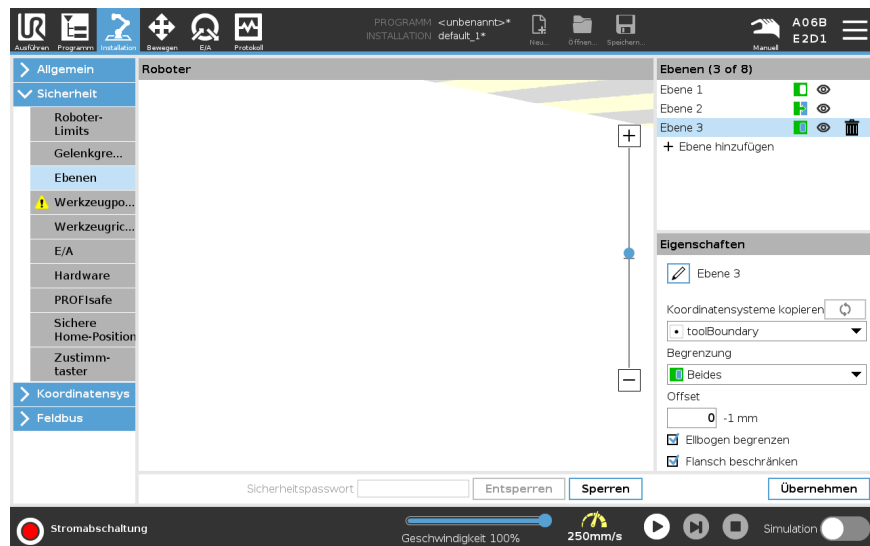 PROGRAMM <unbenannt>*
INSTALLATION default_1*
Ausführen Programm Installation Bewegen E/A Protokoll Neu... Öffnen... Speichern... Manuell
A06B
E2D1
Allgemein
Sicherheit
Roboter-
Limits
Gelenkgre...
Ebenen
Werkzeugpo...
Werkzeugric...
E/A
Hardware
PROFIsafe
Sichere
Home-Position
Zustimm-
taster
Koordinatensys
Feldbus
Roboter
+
−
Ebenen (3 of 8)
Ebene 1
Ebene 2
Ebene 3
+ Ebene hinzufügen
Eigenschaften
Ebene 3
Koordinatensysteme kopieren
toolBoundary
Begrenzung
Beides
Offset
0 -1 mm
Ellbogen begrenzen
Flansch beschränken
Sicherheitspasswort Entsperren Sperren Übernehmen
Stromabschaltung
Geschwindigkeit 100%
250mm/s
Simulation